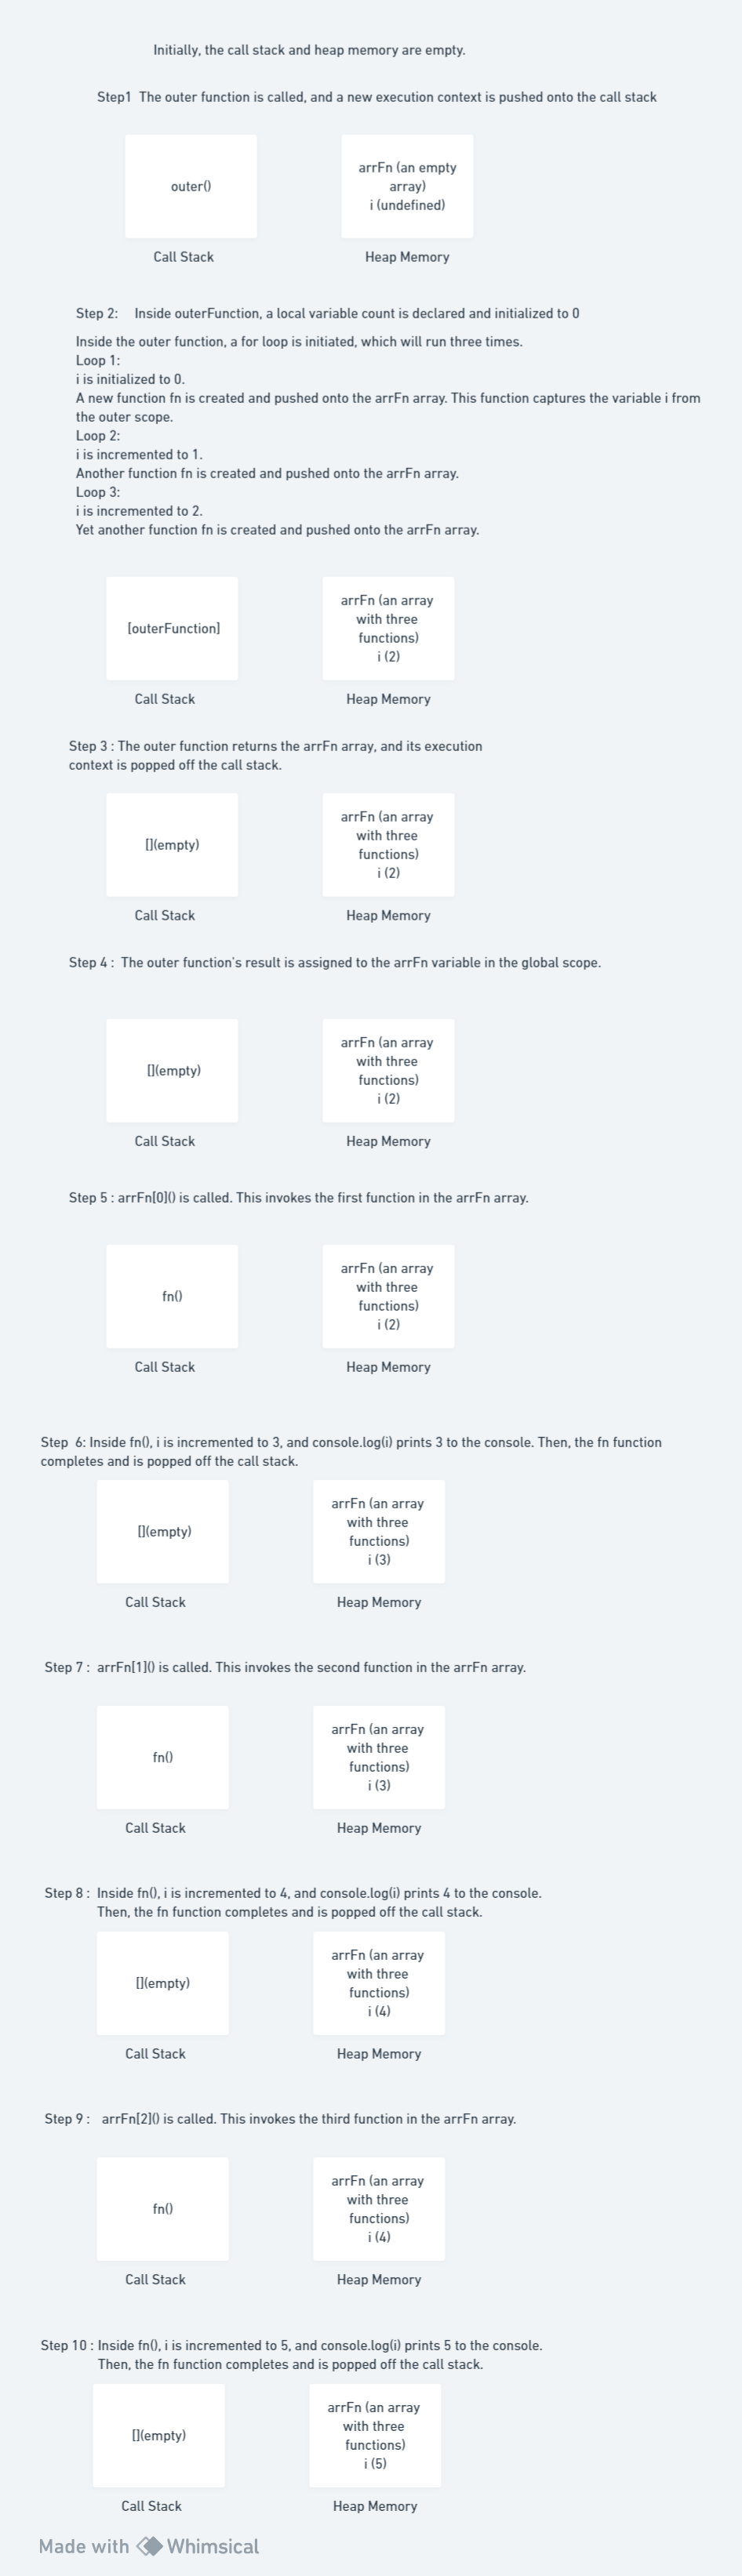 Initially, the call stack and heap memory are empty.
Step1  The outer function is called, and a new execution context is pushed onto the call stack
outer()
arrFn (an empty
array)
i (undefined)
Call Stack
Heap Memory
Step 2:    Inside outerFunction, a local variable count is declared and initialized to 0
Inside the outer function, a for loop is initiated, which will run three times.
Loop 1:
i is initialized to 0.
A new function fn is created and pushed onto the arrFn array. This function captures the variable i from
the outer scope.
Loop 2:
i is incremented to 1.
Another function fn is created and pushed onto the arrFn array.
Loop 3:
i is incremented to 2.
Yet another function fn is created and pushed onto the arrFn array.
[outerFunction]
arrFn (an array
with three
functions)
i (2)
Call Stack
Heap Memory
Step 3 : The outer function returns the arrFn array, and its execution
context is popped off the call stack.
[](empty)
arrFn (an array
with three
functions)
i (2)
Call Stack
Heap Memory
Step 4 :  The outer function's result is assigned to the arrFn variable in the global scope.
[](empty)
arrFn (an array
with three
functions)
i (2)
Call Stack
Heap Memory
Step 5 : arrFn[0]() is called. This invokes the first function in the arrFn array.
fn()
arrFn (an array
with three
functions)
i (2)
Call Stack
Heap Memory
Step  6: Inside fn(), i is incremented to 3, and console.log(i) prints 3 to the console. Then, the fn function
completes and is popped off the call stack.
[](empty)
arrFn (an array
with three
functions)
i (3)
Call Stack
Heap Memory
Step 7 :  arrFn[1]() is called. This invokes the second function in the arrFn array.
fn()
arrFn (an array
with three
functions)
i (3)
Call Stack
Heap Memory
Step 8 :  Inside fn(), i is incremented to 4, and console.log(i) prints 4 to the console.
Then, the fn function completes and is popped off the call stack.
[](empty)
arrFn (an array
with three
functions)
i (4)
Call Stack
Heap Memory
Step 9 :   arrFn[2]() is called. This invokes the third function in the arrFn array.
fn()
arrFn (an array
with three
functions)
i (4)
Call Stack
Heap Memory
Step 10 : Inside fn(), i is incremented to 5, and console.log(i) prints 5 to the console.
Then, the fn function completes and is popped off the call stack.
[](empty)
arrFn (an array
with three
functions)
i (5)
Call Stack
Heap Memory
Made with Whimsical